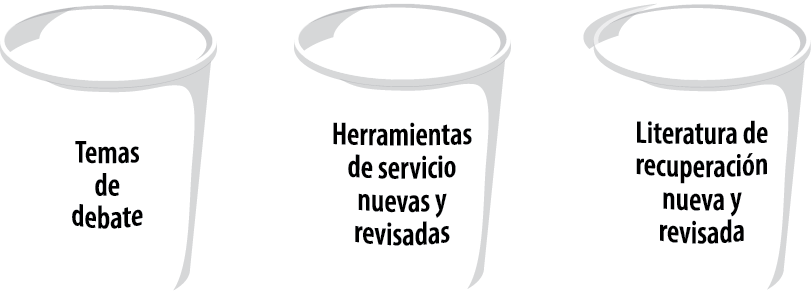 Temas
de
debate
Herramientas
de servicio
nuevas y
revisadas
Literatura de
recuperación
nueva y
revisada